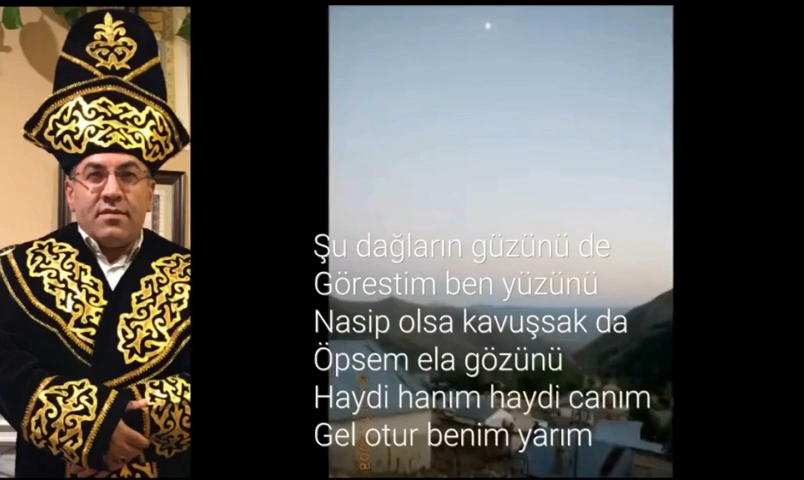 Şu dağların güzünü de
Görestim ben yüzünü
Nasip olsa kavuşsak da
Öpsem ela gözünü
Haydi hanım haydi canım
Gel otur benim yarım